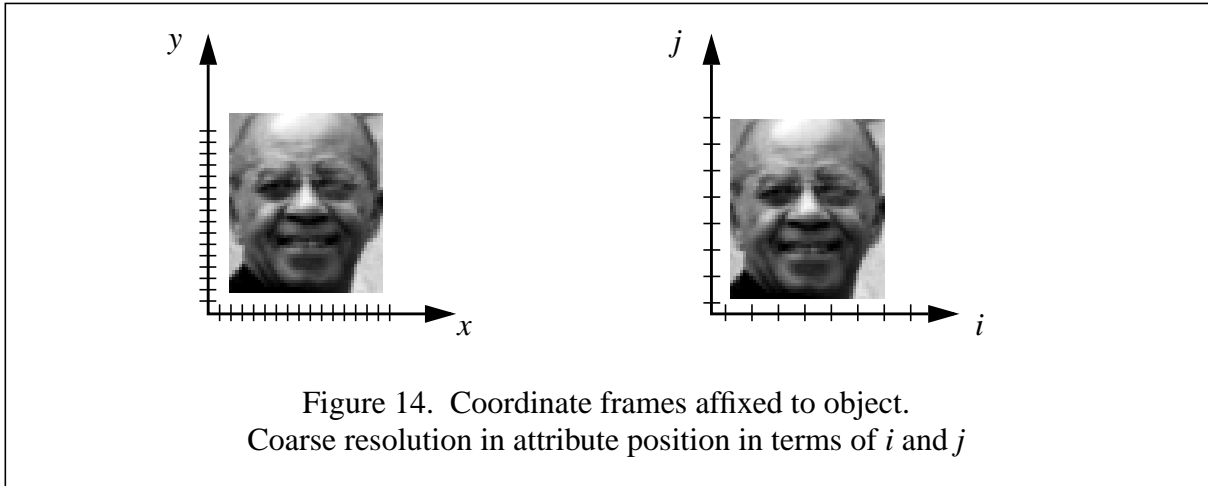 y
j
x
i
Figure 14. Coordinate frames affixed to object.
Coarse resolution in attribute position in terms of i and j